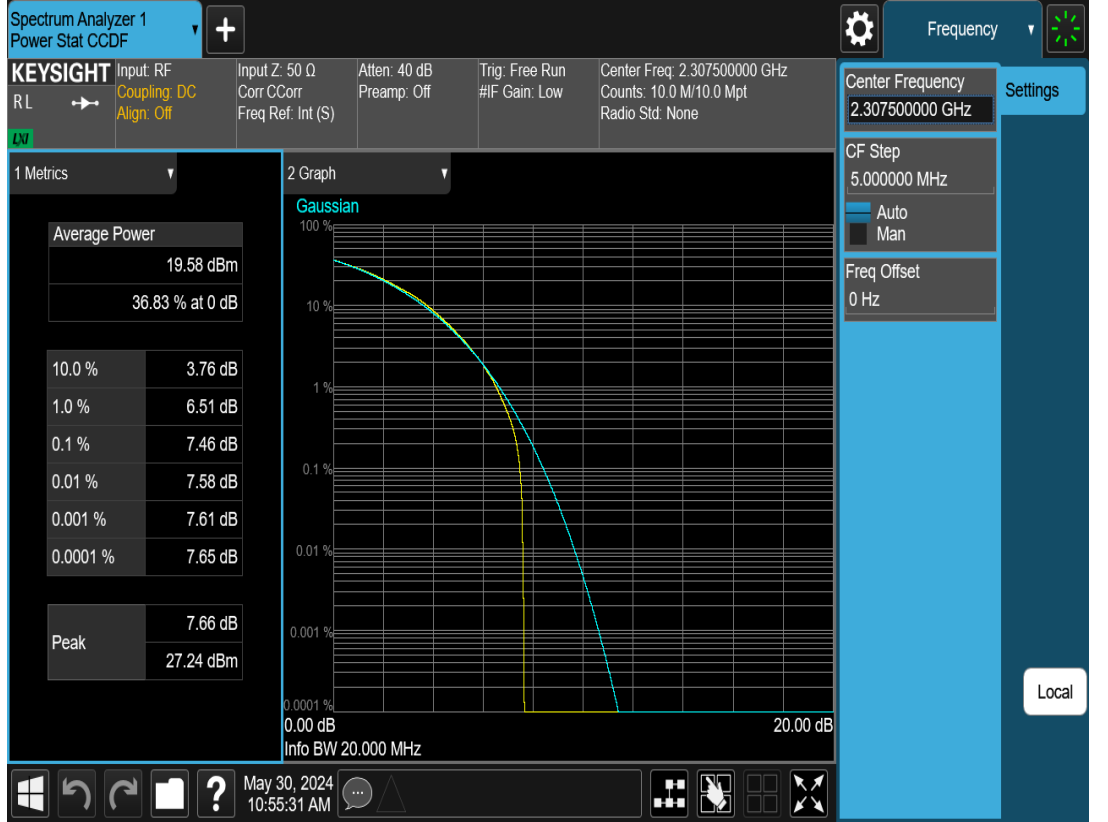 Spectrum Analyzer 1
Power Stat CCDF
+
Frequency
KEYSIGHT
RL
LXI
Input: RF
Coupling: DC
Align: Off
Input Z: 50 Ω
Corr CCorr
Freq Ref: Int (S)
Atten: 40 dB
Preamp: Off
Trig: Free Run
#IF Gain: Low
Center Freq: 2.307500000 GHz
Counts: 10.0 M/10.0 Mpt
Radio Std: None
Center Frequency
2.307500000 GHz
Settings
CF Step
5.000000 MHz
Auto
Man
Freq Offset
0 Hz
1 Metrics
Average Power
19.58 dBm
36.83 % at 0 dB
10.0 % 3.76 dB
1.0 % 6.51 dB
0.1 % 7.46 dB
0.01 % 7.58 dB
0.001 % 7.61 dB
0.0001 % 7.65 dB
Peak
7.66 dB
27.24 dBm
2 Graph
Gaussian
100 %
10 %
1 %
0.1 %
0.01 %
0.001 %
0.0001 %
0.00 dB 20.00 dB
Info BW 20.000 MHz
Local
?
May 30, 2024
10:55:31 AM